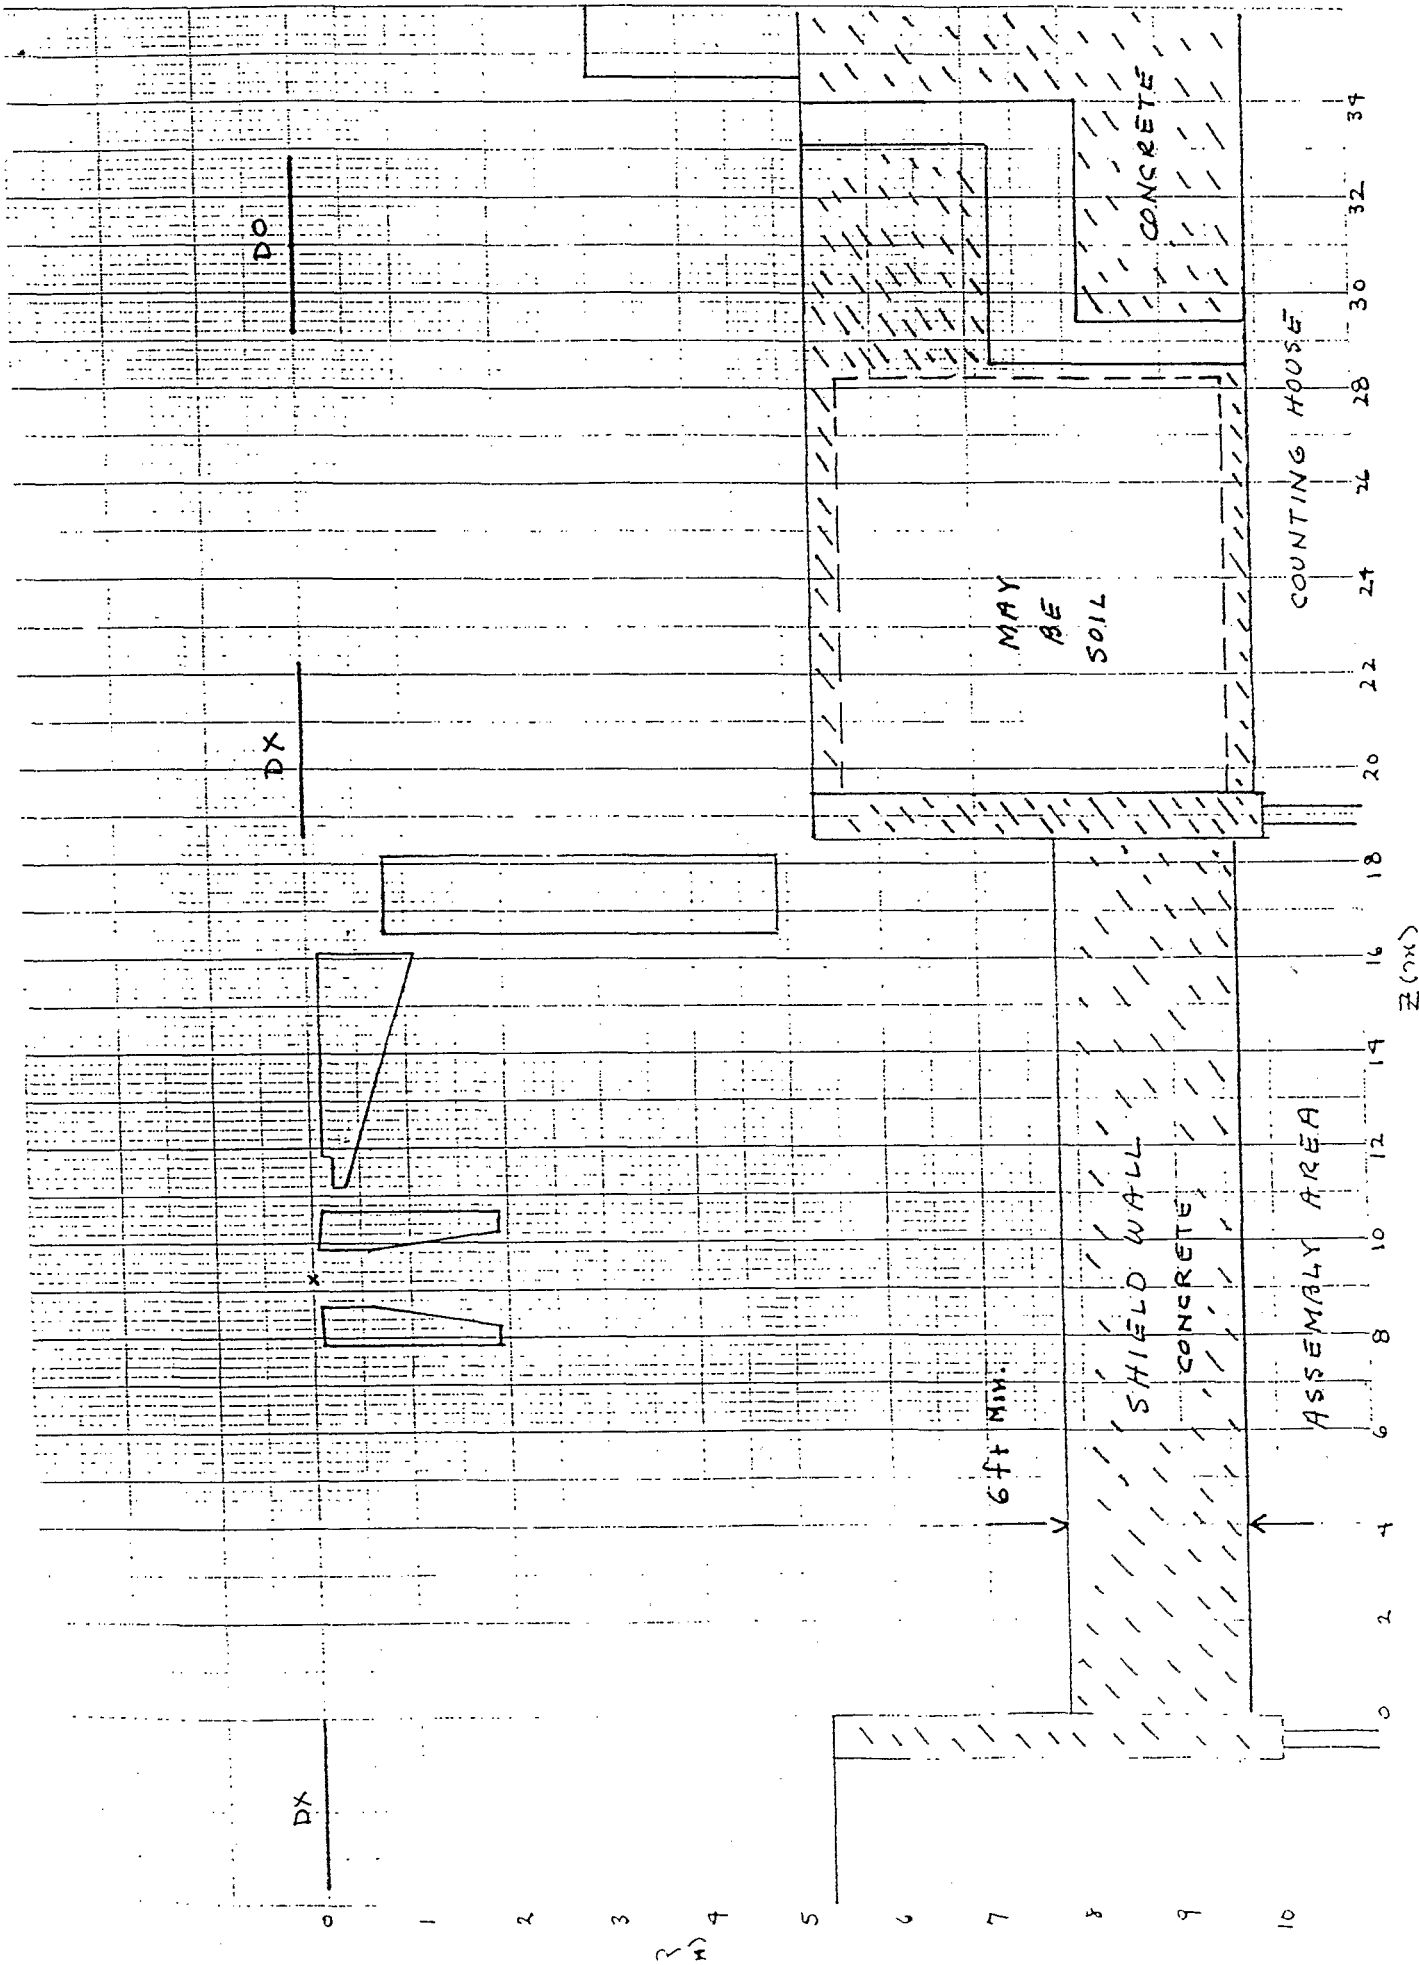 DO
DX
DX
CONCRETE
COUNTING HOUSE
MAY
BE
SOIL
6 ft MIN.
SHIELD WALL
CONCRETE
ASSEMBLY AREA
0 1 2 3 4 5 6 7 8 9 10
0 2 4 6 8 10 12 14 16 18 20 22 24 26 28 30 32 34
Z (m)